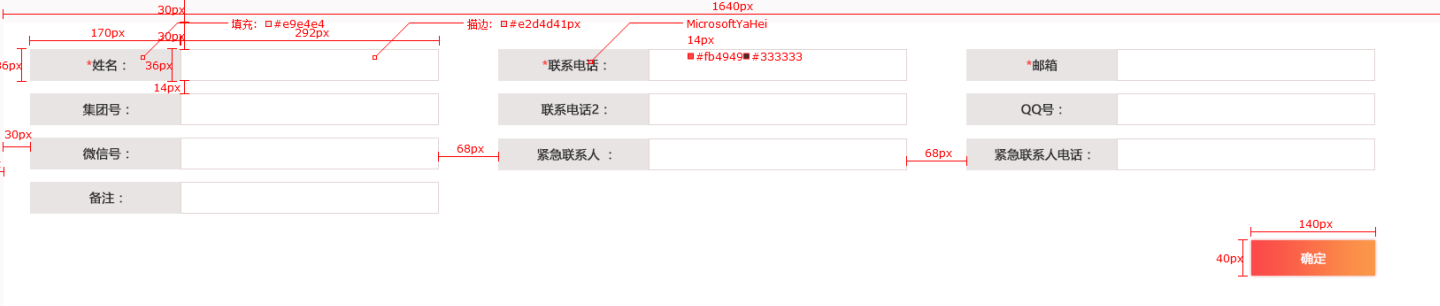 1640px
30px
填充： #e9e4e4
描边： #e2d4d41px
MicrosoftYaHei
170px
30px
292px
14px
#fb4949 #333333
36px
*姓名：
36px
*联系电话：
*邮箱
14px
集团号：
联系电话2：
QQ号：
30px
微信号：
68px
紧急联系人 ：
68px
紧急联系人电话：
备注：
140px
40px
确定